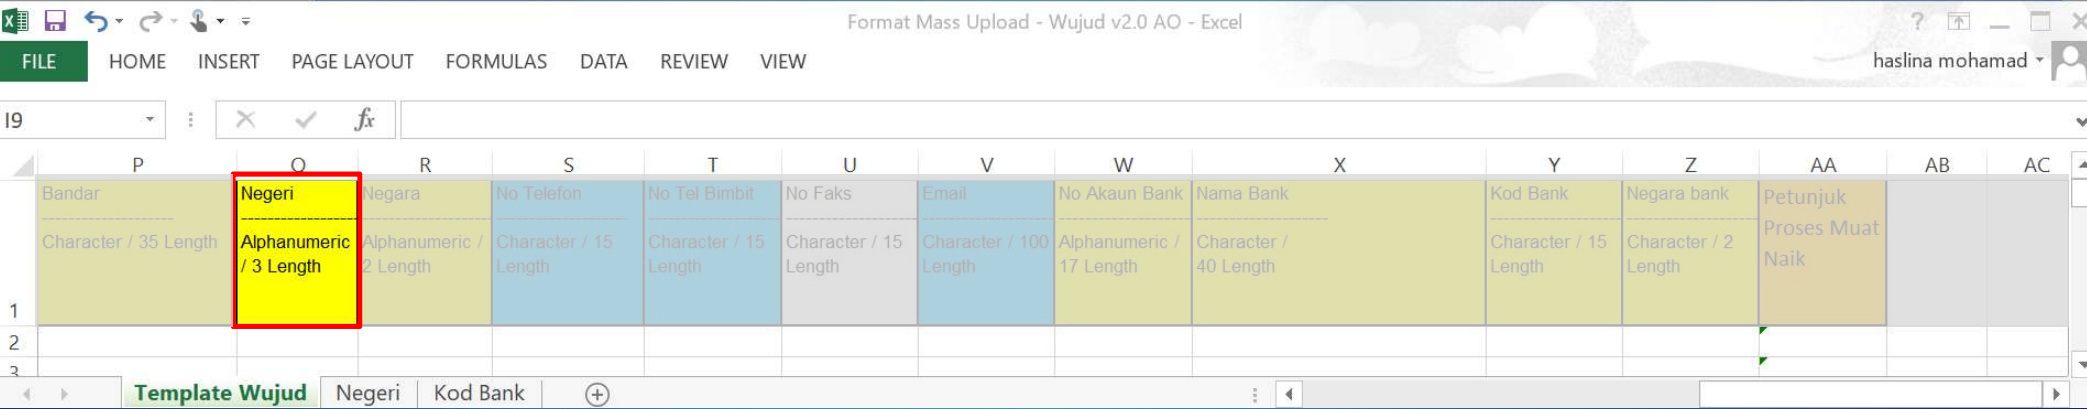 Format Mass Upload - Wujud v2.0 AO - Excel
?
FILE HOME INSERT PAGE LAYOUT FORMULAS DATA REVIEW VIEW
haslina mohamad
I9
fx
P Q R S T U V W X Y Z AA AB AC
Bandar
-------------------
Character / 35 Length
Negeri
-----------------
Alphanumeric
/ 3 Length
Negara
-------------------
Alphanumeric /
2 Length
No Telefon
-------------------
Character / 15
Length
No Tel Bimbit
-------------------
Character / 15
Length
No Faks
-------------------
Character / 15
Length
Email
-------------------
Character / 100
Length
No Akaun Bank
-------------------
Alphanumeric /
17 Length
Nama Bank
-------------------
Character /
40 Length
Kod Bank
-------------------
Character / 15
Length
Negara bank
-------------------
Character / 2
Length
Petunjuk
Proses Muat
Naik
1
2
3
Template Wujud Negeri Kod Bank